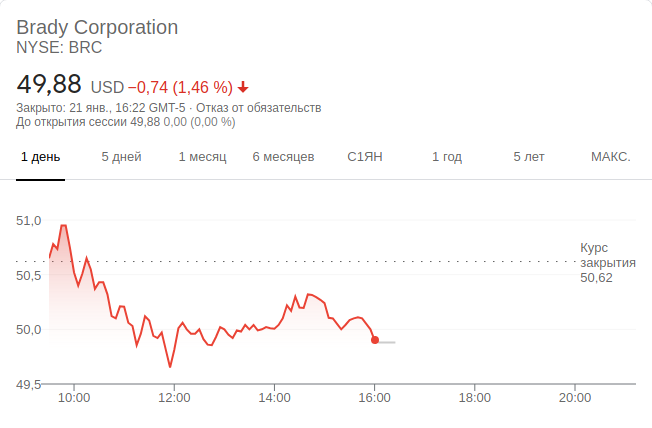 Brady Corporation
NYSE: BRC
49,88 USD −0,74 (1,46 %)
Закрыто: 21 янв., 16:22 GMT-5 · Отказ от обязательств
До открытия сессии 49,88 0,00 (0,00 %)
1 день 5 дней 1 месяц 6 месяцев С1ЯН 1 год 5 лет МАКС.
51,0
Курс
закрытия
50,62
50,5
50,0
49,5
10:00 12:00 14:00 16:00 18:00 20:00